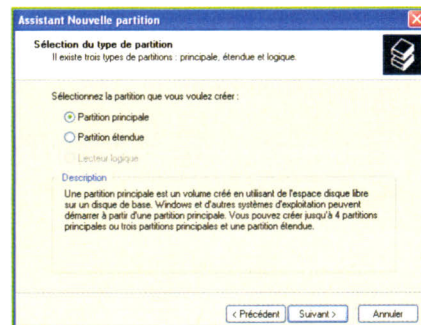 Assistant Nouvelle partition
Sélection du type de partition
Il existe trois types de partitions : principale, étendue et logique.
Sélectionnez la partition que vous voulez créer :
Partition principale
Partition étendue
Lecteur logique
Description
Une partition principale est un volume créé en utilisant de l'espace disque libre
sur un disque de base. Windows et d'autres systèmes d'exploitation peuvent
démarrer à partir d'une partition principale. Vous pouvez créer jusqu'à 4 partitions
principales ou trois partitions principales et une partition étendue.
< Précédent Suivant > Annuler